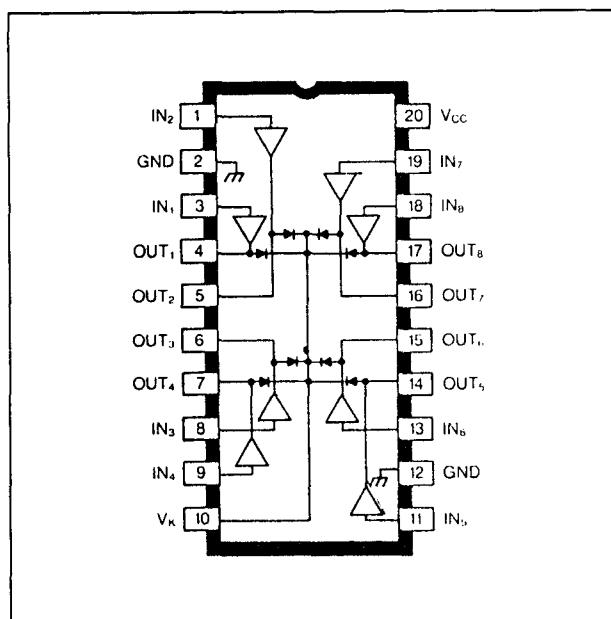 IN₂ 1 20 VCC
GND 2 19 IN₇
IN₁ 3 18 IN₈
OUT₁ 4 17 OUT₈
OUT₂ 5 16 OUT₇
OUT₃ 6 15 OUT₆
OUT₄ 7 14 OUT₅
IN₃ 8 13 IN₆
IN₄ 9 12 GND
VK 10 11 IN₅